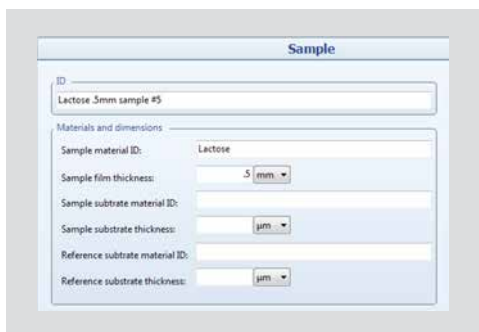 Sample
ID
Lactose .5mm sample #5
Materials and dimensions
Sample material ID: Lactose
Sample film thickness: .5 mm
Sample subtrate material ID:
Sample substrate thickness: µm
Reference subtrate material ID:
Reference substrate thickness: µm